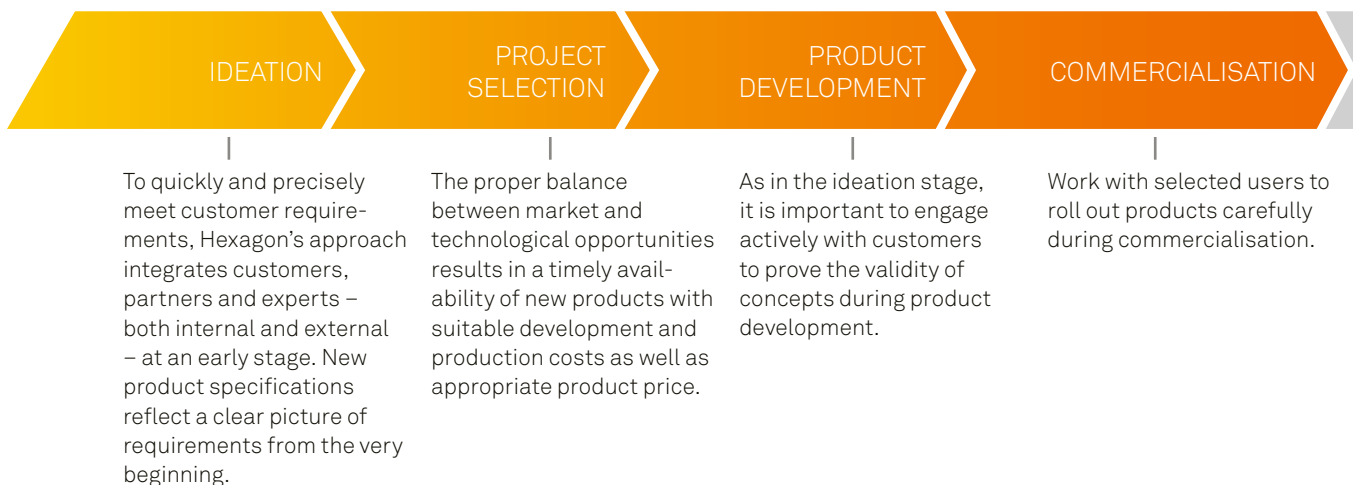 IDEATION
PROJECT
SELECTION
PRODUCT
DEVELOPMENT
COMMERCIALISATION
To quickly and precisely
meet customer require-
ments, Hexagon’s approach
integrates customers,
partners and experts –
both internal and external
– at an early stage. New
product specifications
reflect a clear picture of
requirements from the very
beginning.
The proper balance
between market and
technological opportunities
results in a timely avail-
ability of new products with
suitable development and
production costs as well as
appropriate product price.
As in the ideation stage,
it is important to engage
actively with customers
to prove the validity of
concepts during product
development.
Work with selected users to
roll out products carefully
during commercialisation.